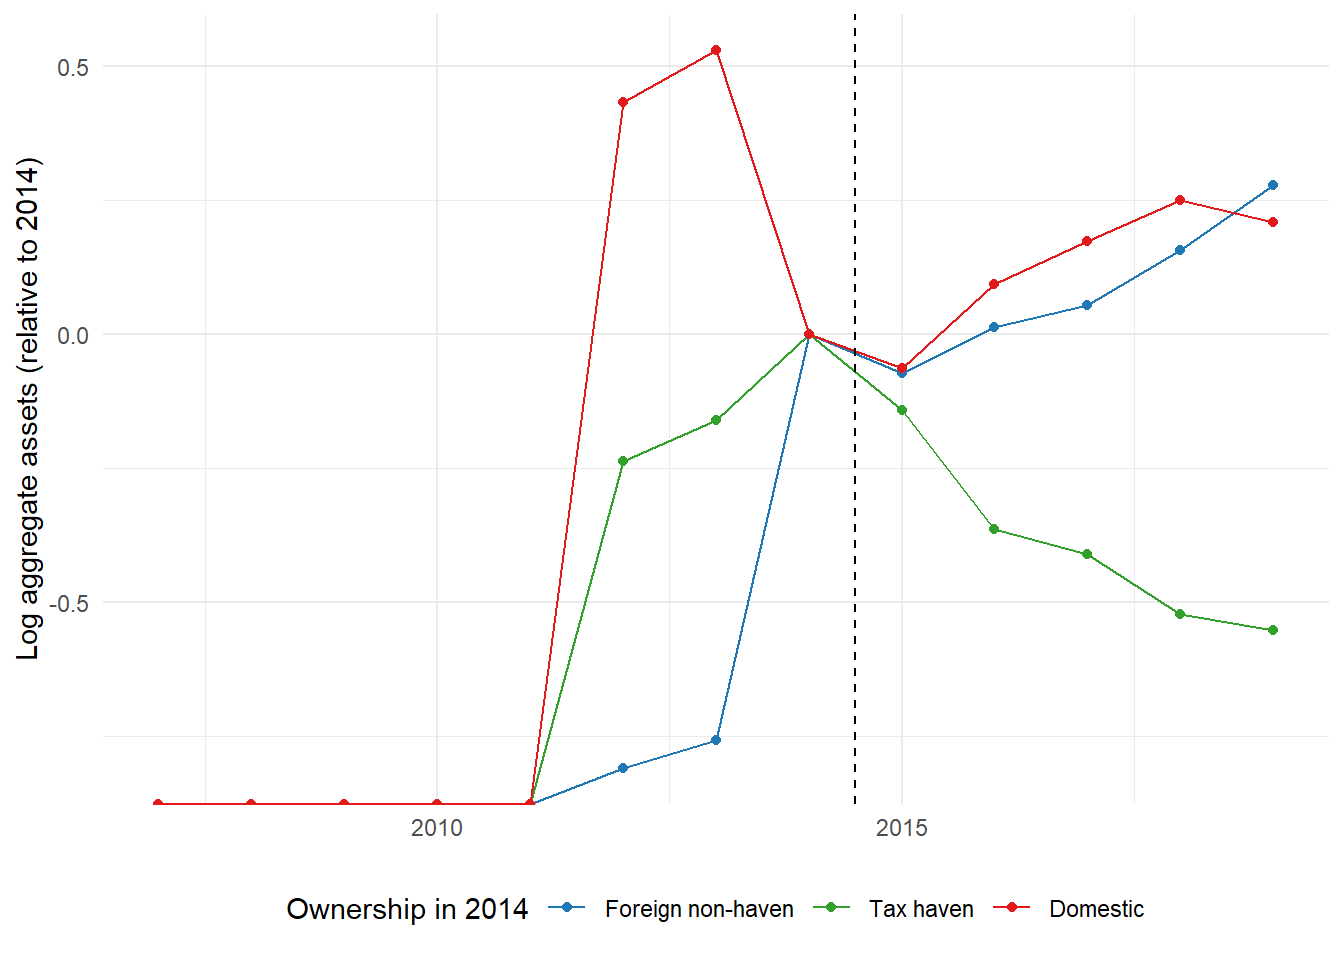 Log aggregate assets (relative to 2014)
0.5
0.0
-0.5
2010
2015
Ownership in 2014
Foreign non-haven
Tax haven
Domestic